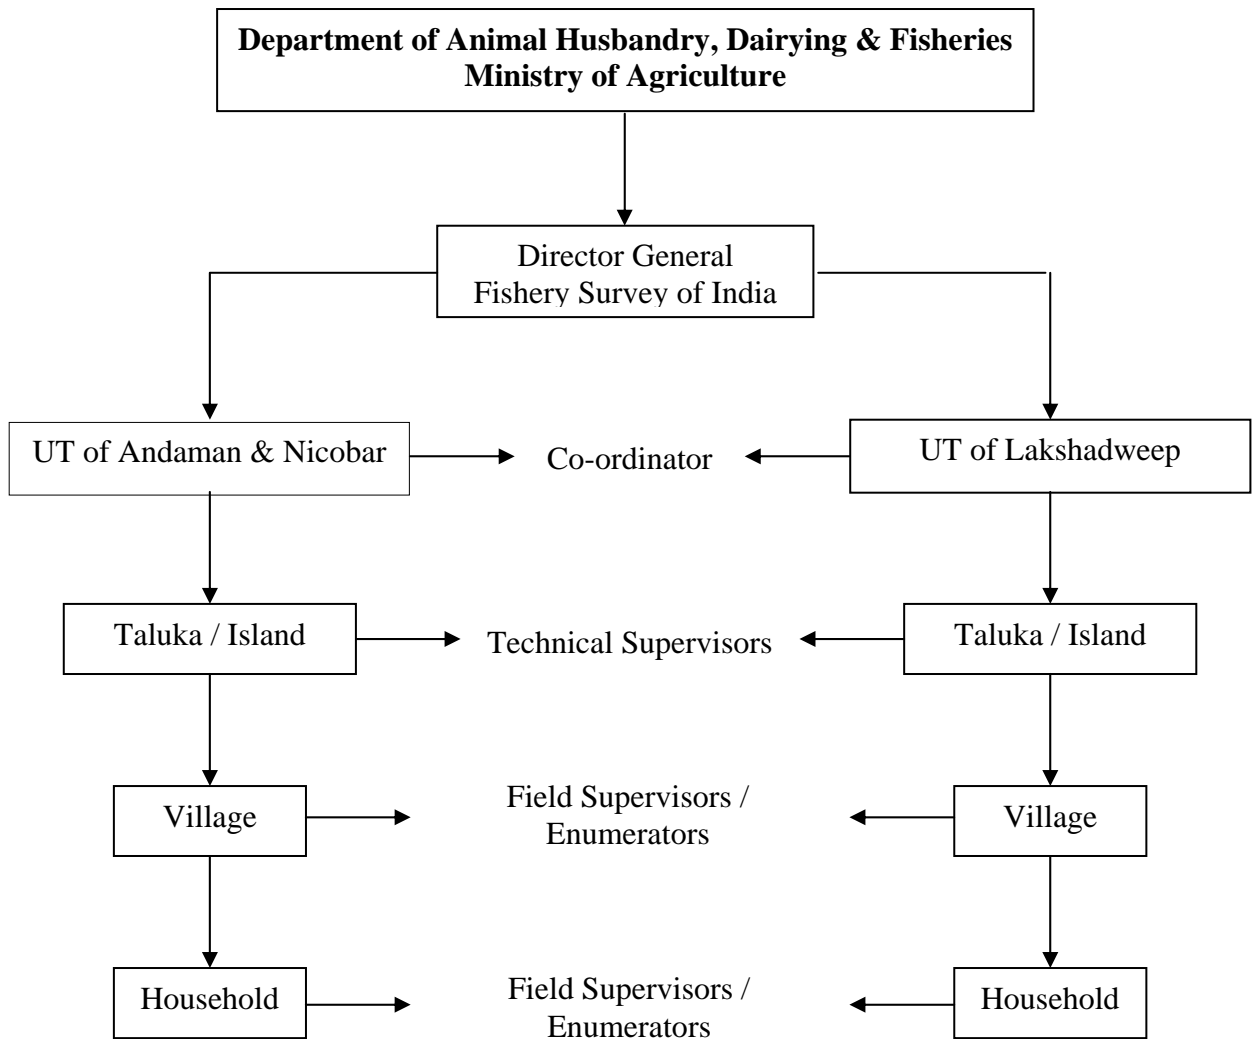 Department of Animal Husbandry, Dairying & Fisheries
Ministry of Agriculture
Director General
Fishery Survey of India
UT of Andaman & Nicobar
Co-ordinator
UT of Lakshadweep
Taluka / Island
Technical Supervisors
Taluka / Island
Village
Field Supervisors /
Enumerators
Village
Household
Field Supervisors /
Enumerators
Household